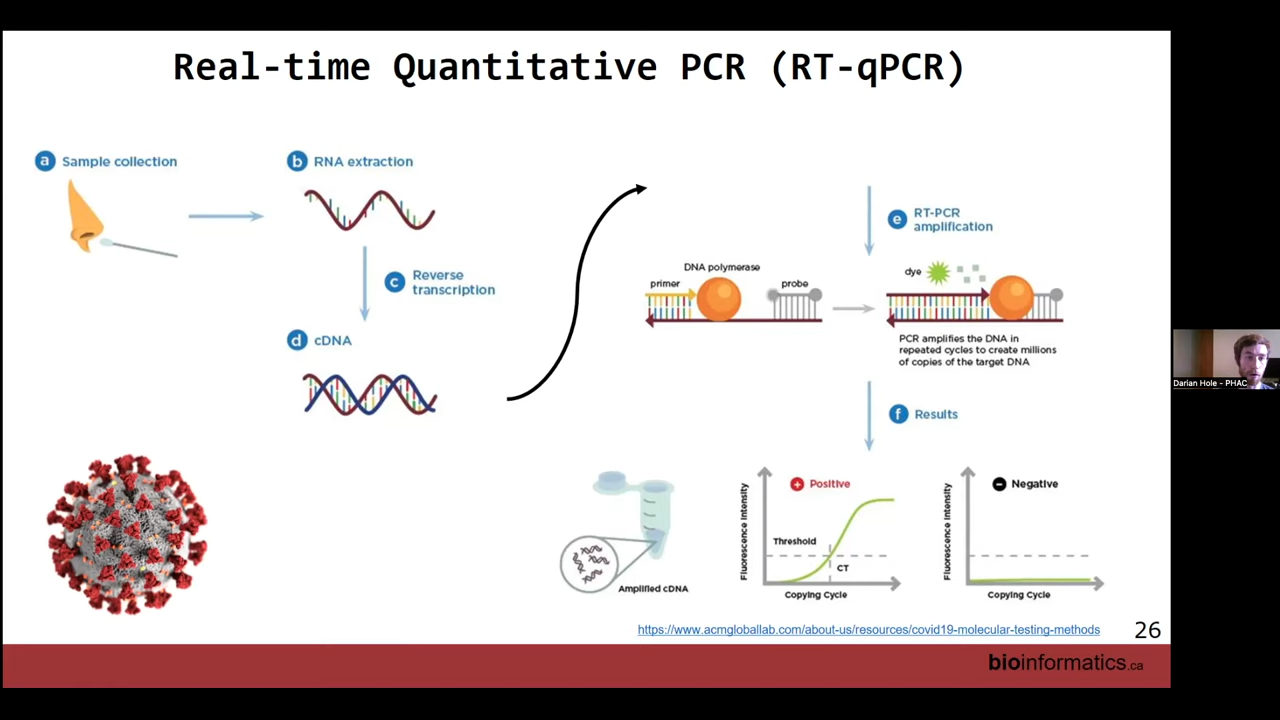 Real-time Quantitative PCR (RT-qPCR)
a Sample collection
b RNA extraction
c Reverse
transcription
d cDNA
e RT-PCR
amplification
DNA polymerase
primer
probe
dye
PCR amplifies the DNA in
repeated cycles to create millions
of copies of the target DNA
f Results
Amplified cDNA
Fluorescence Intensity
+ Positive
Threshold
CT
Copying Cycle
Fluorescence Intensity
- Negative
Copying Cycle
https://www.acmgloballab.com/about-us/resources/covid19-molecular-testing-methods
26
bioinformatics.ca
Darian Hole - PHAC